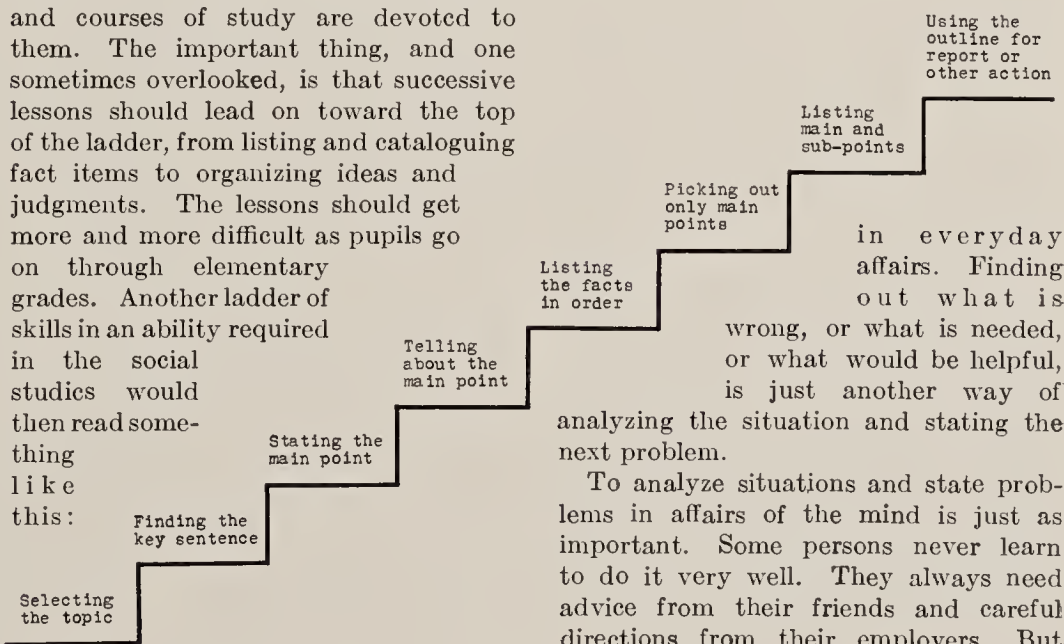 and courses of study are devoted to
them. The important thing, and one
sometimes overlooked, is that successive
lessons should lead on toward the top
of the ladder, from listing and cataloguing
fact items to organizing ideas and
judgments. The lessons should get
more and more difficult as pupils go
on through elementary
grades. Another ladder of
skills in an ability required
in the social
studies would
then read some-
thing
like
this:
Selecting
the topic
Finding the
key sentence
Stating the
main point
Telling
about the
main point
Listing
the facts
in order
Picking out
only main
points
Listing
main and
sub-points
Using the
outline for
report or
other action
in everyday
affairs. Finding
out what is
wrong, or what is needed,
or what would be helpful,
is just another way of
analyzing the situation and stating the
next problem.
To analyze situations and state prob-
lems in affairs of the mind is just as
important. Some persons never learn
to do it very well. They always need
advice from their friends and careful
directions from their employers. But